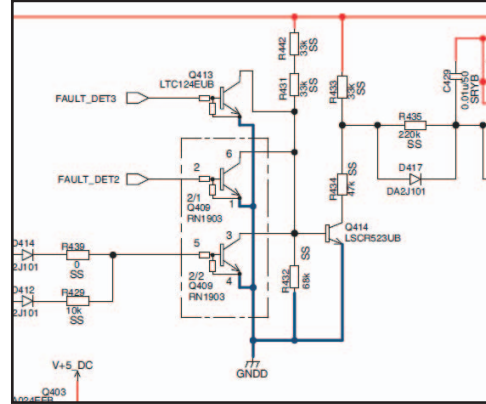 R442
33k
SS
Q413
LTC124EUB
R431
33k
SS
R433
33k
SS
C429
0.01u/50
SRYB
FAULT_DET3
R435
220k
SS
6
2
FAULT_DET2
2/1
Q409
RN1903
1
D417
DA2J101
R434
47k
SS
Q414
LSCR523UB
3
5
D414
2J101
R439
0
SS
2/2
Q409
RN1903
4
R432
68k
SS
D412
2J101
R429
10k
SS
V+5_DC
GNDD
Q403